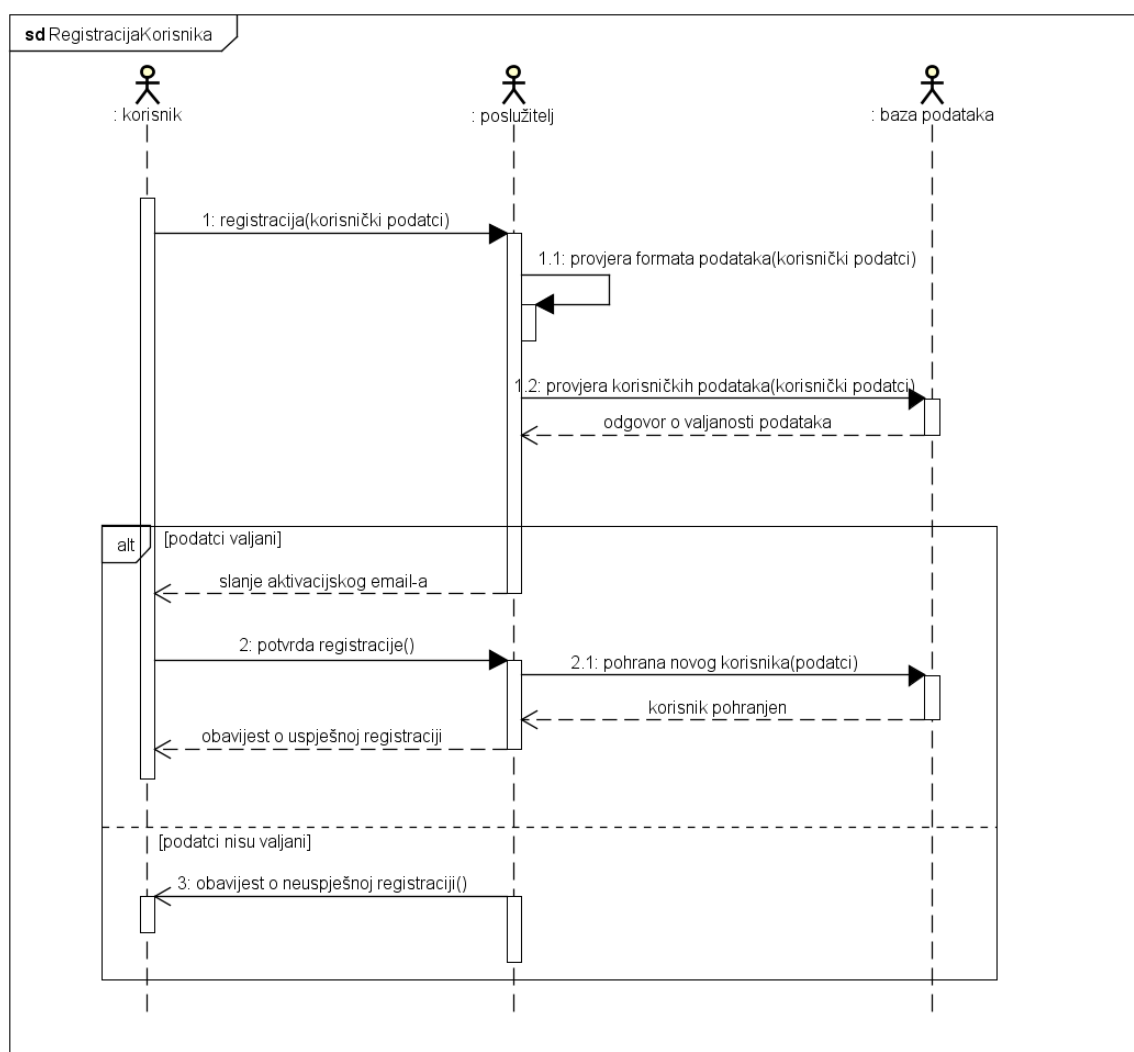 sd RegistracijaKorisnika
: korisnik
: poslužitelj
: baza podataka
1: registracija(korisnički podatci)
1.1: provjera formata podataka(korisnički podatci)
1.2: provjera korisničkih podataka(korisnički podatci)
odgovor o valjanosti podataka
alt
[podatci valjani]
slanje aktivacijskog email-a
2: potvrda registracije()
2.1: pohrana novog korisnika(podatci)
korisnik pohranjen
obavijest o uspješnoj registraciji
[podatci nisu valjani]
3: obavijest o neuspješnoj registraciji()